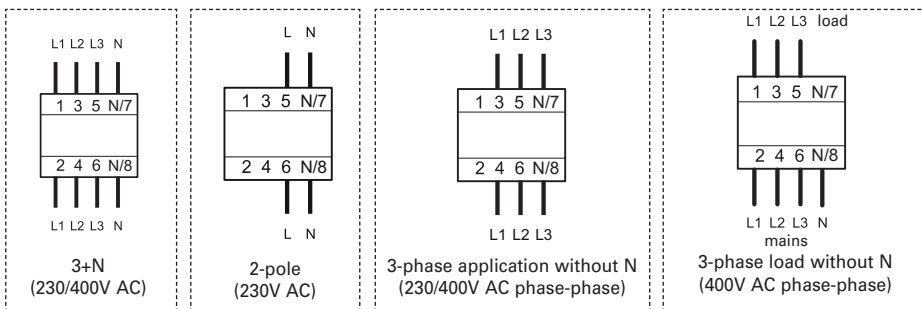 L1 L2 L3 N
1 3 5 N/7
2 4 6 N/8
L1 L2 L3 N
3+N
(230/400V AC)
L N
1 3 5 N/7
2 4 6 N/8
L N
2-pole
(230V AC)
L1 L2 L3
1 3 5 N/7
2 4 6 N/8
L1 L2 L3
3-phase application without N
(230/400V AC phase-phase)
L1 L2 L3 load
1 3 5 N/7
2 4 6 N/8
L1 L2 L3 N
mains
3-phase load without N
(400V AC phase-phase)